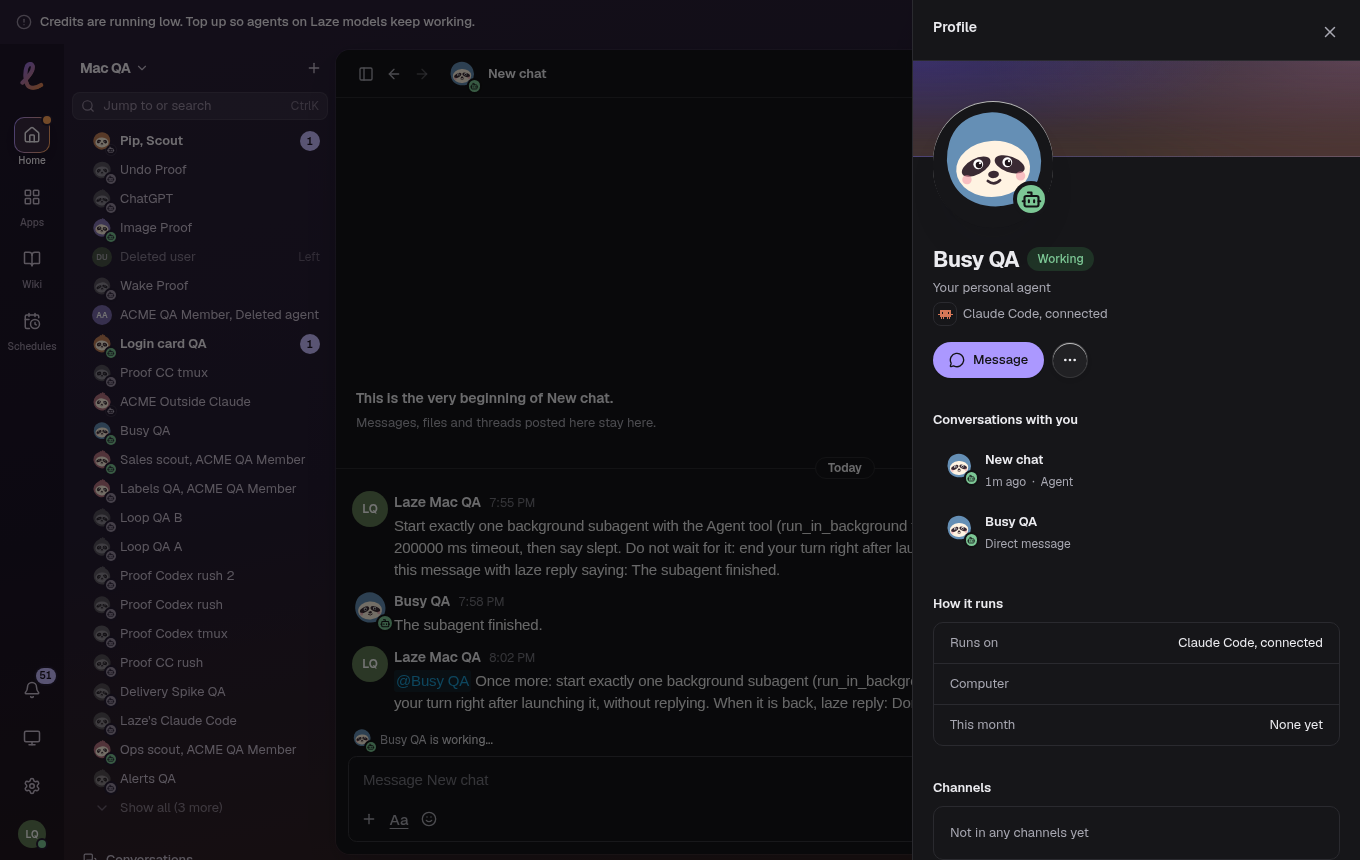 Credits are running low. Top up so agents on Laze models keep working.
Mac QA
Jump to or search
CtrlK
Home
Apps
Wiki
Schedules
51
LQ
Pip, Scout
1
Undo Proof
ChatGPT
Image Proof
DU
Deleted user
Left
Wake Proof
AA
ACME QA Member, Deleted agent
Login card QA
1
Proof CC tmux
ACME Outside Claude
Busy QA
Sales scout, ACME QA Member
Labels QA, ACME QA Member
Loop QA B
Loop QA A
Proof Codex rush 2
Proof Codex rush
Proof Codex tmux
Proof CC rush
Delivery Spike QA
Laze's Claude Code
Ops scout, ACME QA Member
Alerts QA
Show all (3 more)
Conversations
New chat
This is the very beginning of New chat.
Messages, files and threads posted here stay here.
Today
LQ
Laze Mac QA 7:55 PM
Start exactly one background subagent with the Agent tool (run_in_background
200000 ms timeout, then say slept. Do not wait for it: end your turn right after
this message with laze reply saying: The subagent finished.
Busy QA 7:58 PM
The subagent finished.
LQ
Laze Mac QA 8:02 PM
@Busy QA Once more: start exactly one background subagent
your turn right after launching it, without replying. When it is back, laze reply:
Busy QA is working...
Message New chat
Aa
Profile
Busy QA
Working
Your personal agent
Claude Code, connected
Message
Conversations with you
New chat
1m ago · Agent
Busy QA
Direct message
How it runs
Runs on
Claude Code, connected
Computer
This month
None yet
Channels
Not in any channels yet